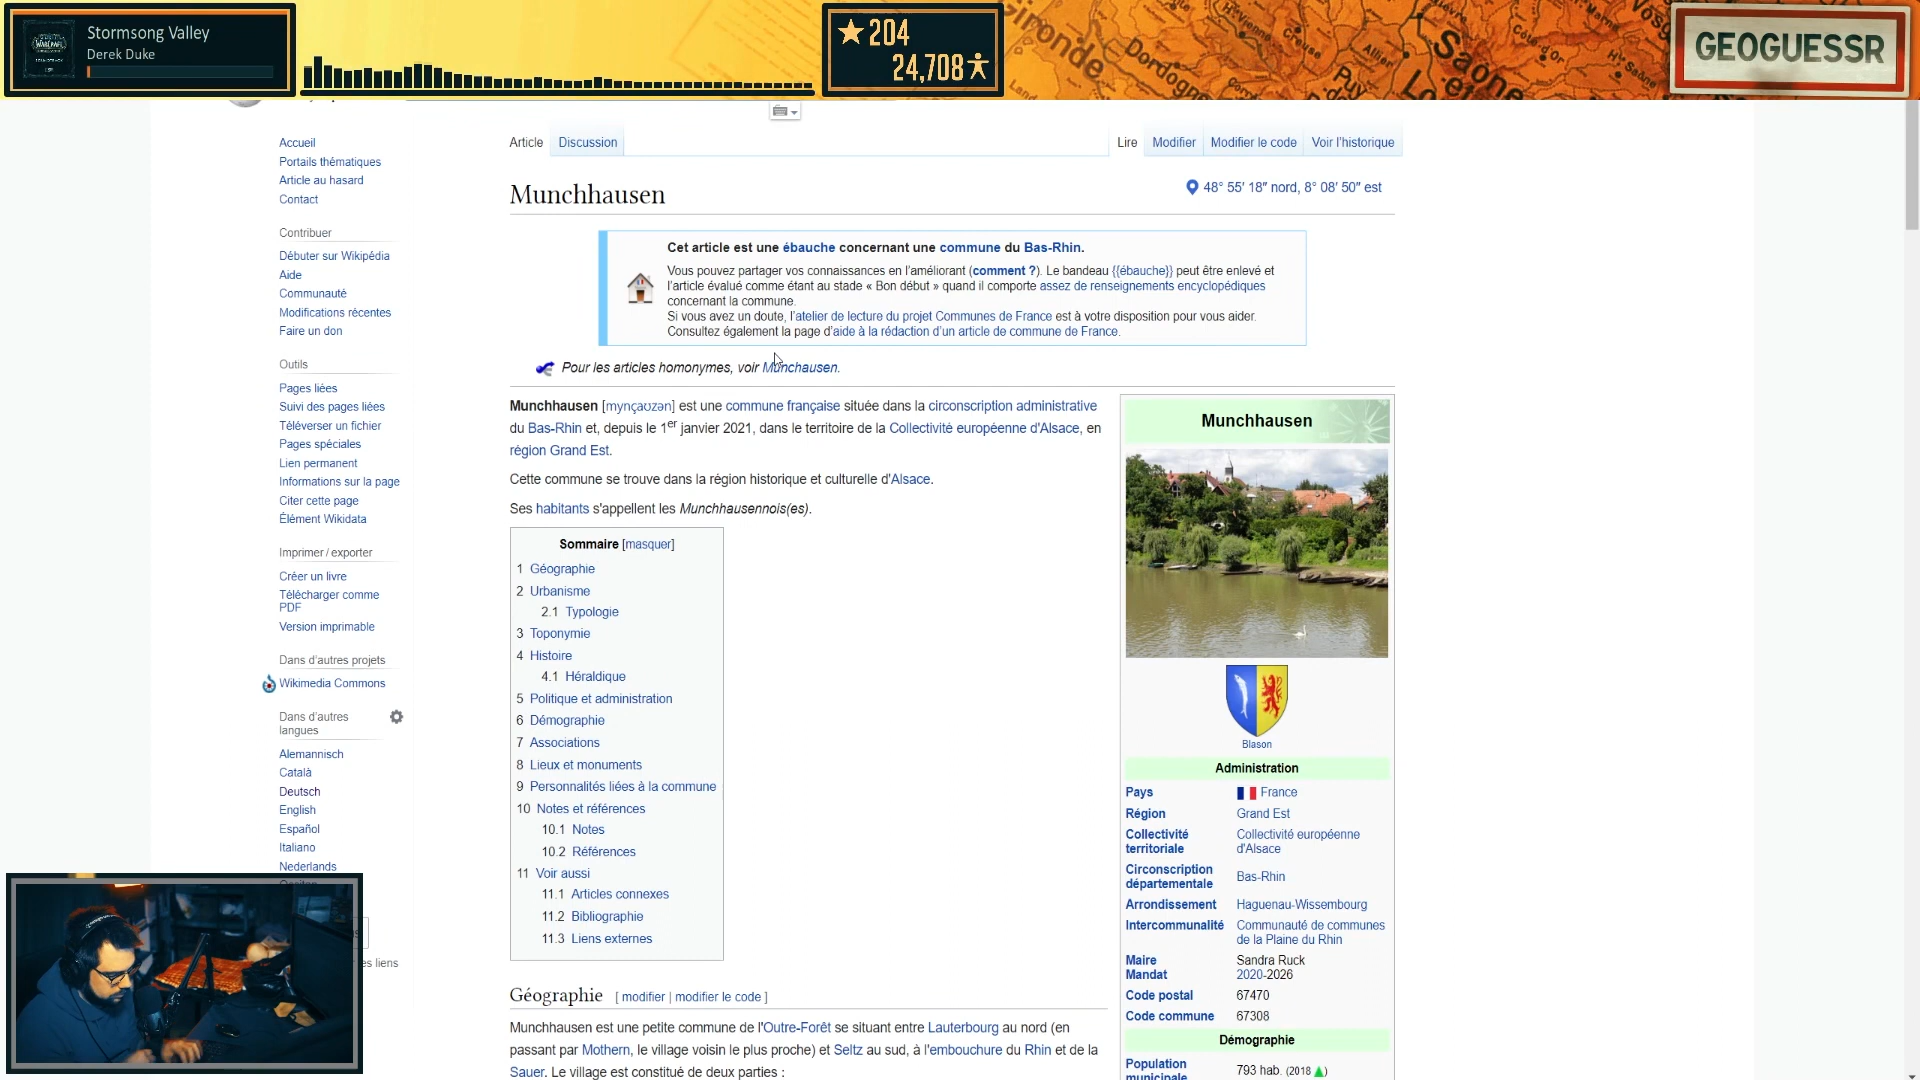 Stormsong Valley
Derek Duke
204
24,708
Gironde
Dordogne
Creuse
Allier
Puy
Saône
Côte-d'Or
GEOGUESSR
Accueil
Portails thématiques
Article au hasard
Contact
Contribuer
Débuter sur Wikipédia
Aide
Communauté
Modifications récentes
Faire un don
Outils
Pages liées
Suivi des pages liées
Téléverser un fichier
Pages spéciales
Lien permanent
Informations sur la page
Citer cette page
Élément Wikidata
Imprimer / exporter
Créer un livre
Télécharger comme
PDF
Version imprimable
Dans d'autres projets
Wikimedia Commons
Dans d'autres
langues
Alemannisch
Català
Deutsch
English
Español
Italiano
Nederlands
es liens
Article Discussion Lire Modifier Modifier le code Voir l'historique
Munchhausen
48° 55′ 18″ nord, 8° 08′ 50″ est
Cet article est une ébauche concernant une commune du Bas-Rhin.
Vous pouvez partager vos connaissances en l'améliorant (comment ?). Le bandeau {{ébauche}} peut être enlevé et
l'article évalué comme étant au stade « Bon début » quand il comporte assez de renseignements encyclopédiques
concernant la commune.
Si vous avez un doute, l'atelier de lecture du projet Communes de France est à votre disposition pour vous aider.
Consultez également la page d'aide à la rédaction d'un article de commune de France.
Pour les articles homonymes, voir Munchausen.
Munchhausen [mynçaʊzən] est une commune française située dans la circonscription administrative
du Bas-Rhin et, depuis le 1er janvier 2021, dans le territoire de la Collectivité européenne d'Alsace, en
région Grand Est.
Cette commune se trouve dans la région historique et culturelle d'Alsace.
Ses habitants s'appellent les Munchhausennois(es).
Sommaire [masquer]
1 Géographie
2 Urbanisme
2.1 Typologie
3 Toponymie
4 Histoire
4.1 Héraldique
5 Politique et administration
6 Démographie
7 Associations
8 Lieux et monuments
9 Personnalités liées à la commune
10 Notes et références
10.1 Notes
10.2 Références
11 Voir aussi
11.1 Articles connexes
11.2 Bibliographie
11.3 Liens externes
Géographie [ modifier | modifier le code ]
Munchhausen est une petite commune de l'Outre-Forêt se situant entre Lauterbourg au nord (en
passant par Mothern, le village voisin le plus proche) et Seltz au sud, à l'embouchure du Rhin et de la
Sauer. Le village est constitué de deux parties :
Munchhausen
Blason
Administration
Pays France
Région Grand Est
Collectivité territoriale Collectivité européenne d'Alsace
Circonscription départementale Bas-Rhin
Arrondissement Haguenau-Wissembourg
Intercommunalité Communauté de communes de la Plaine du Rhin
Maire Sandra Ruck
Mandat 2020-2026
Code postal 67470
Code commune 67308
Démographie
Population municipale 793 hab. (2018 )